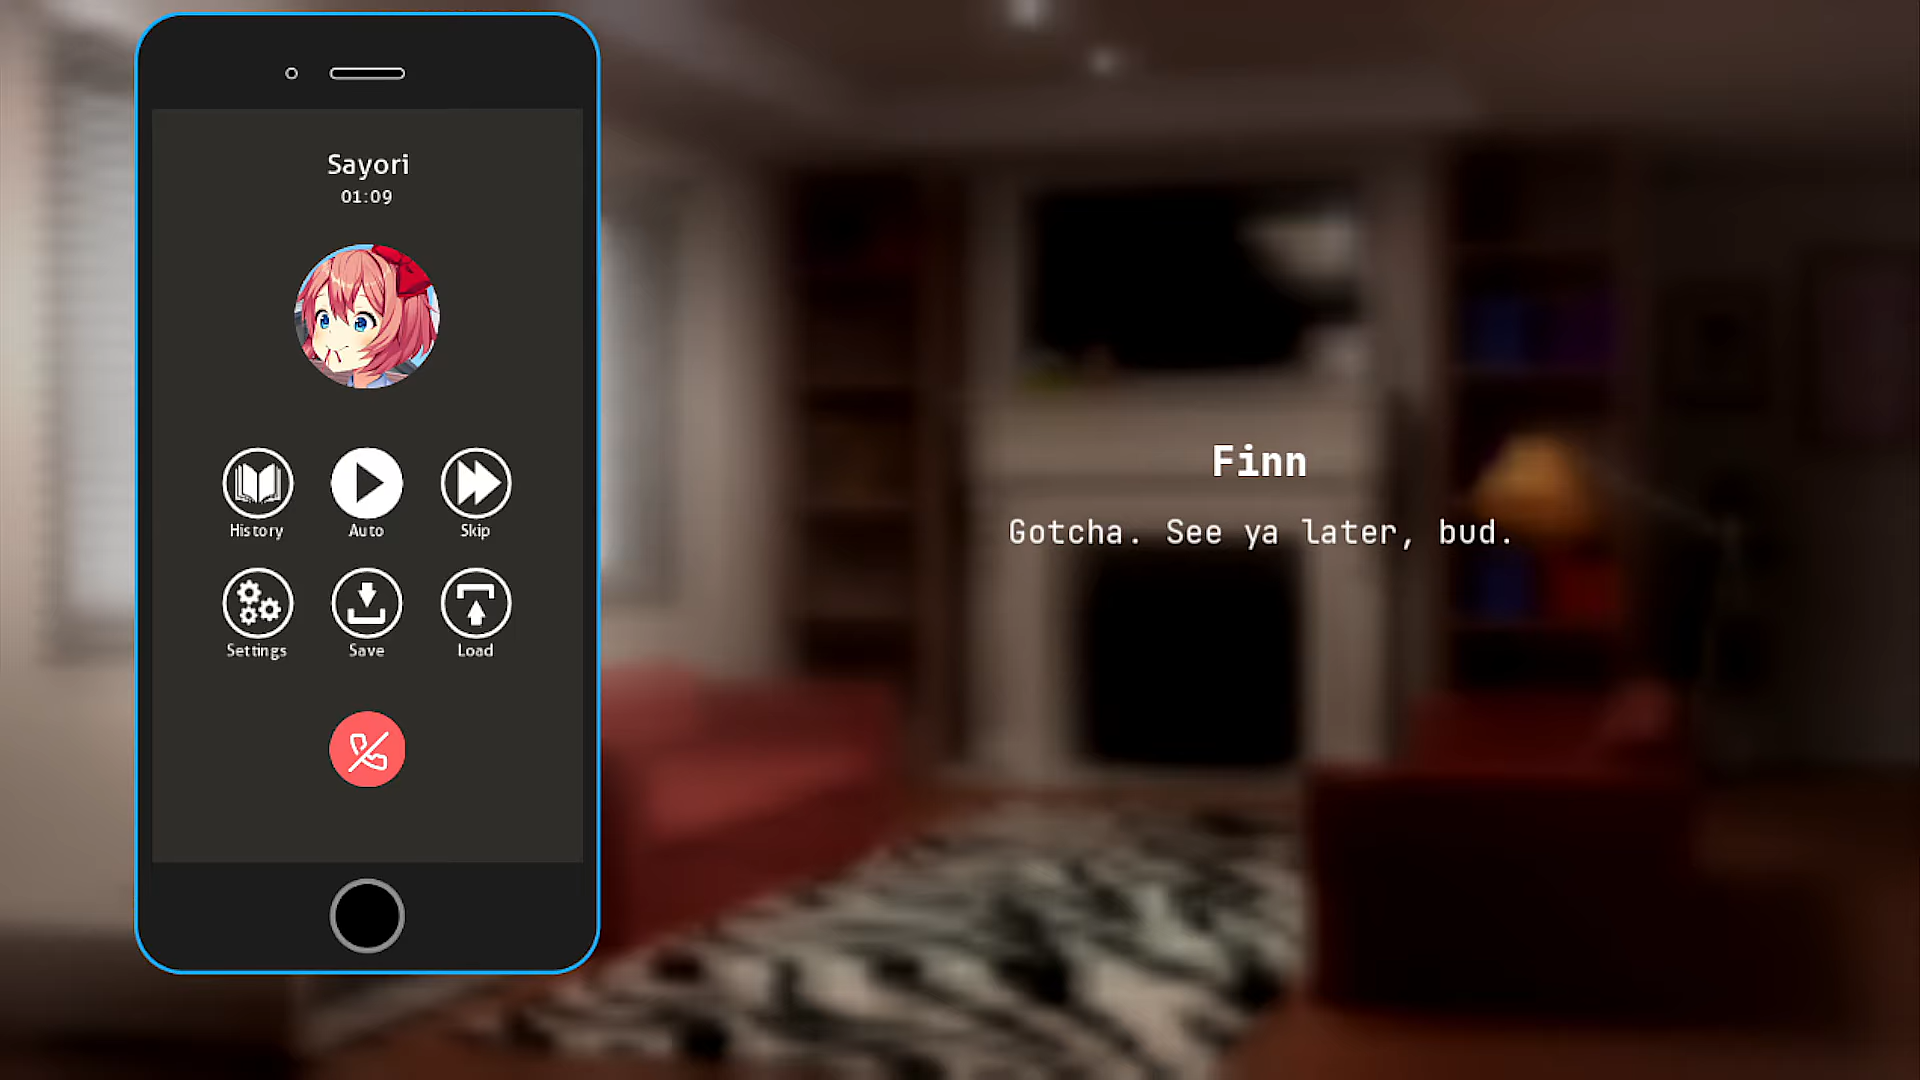 Sayori
01:09
History Auto Skip
Settings Save Load
Finn
Gotcha. See ya later, bud.